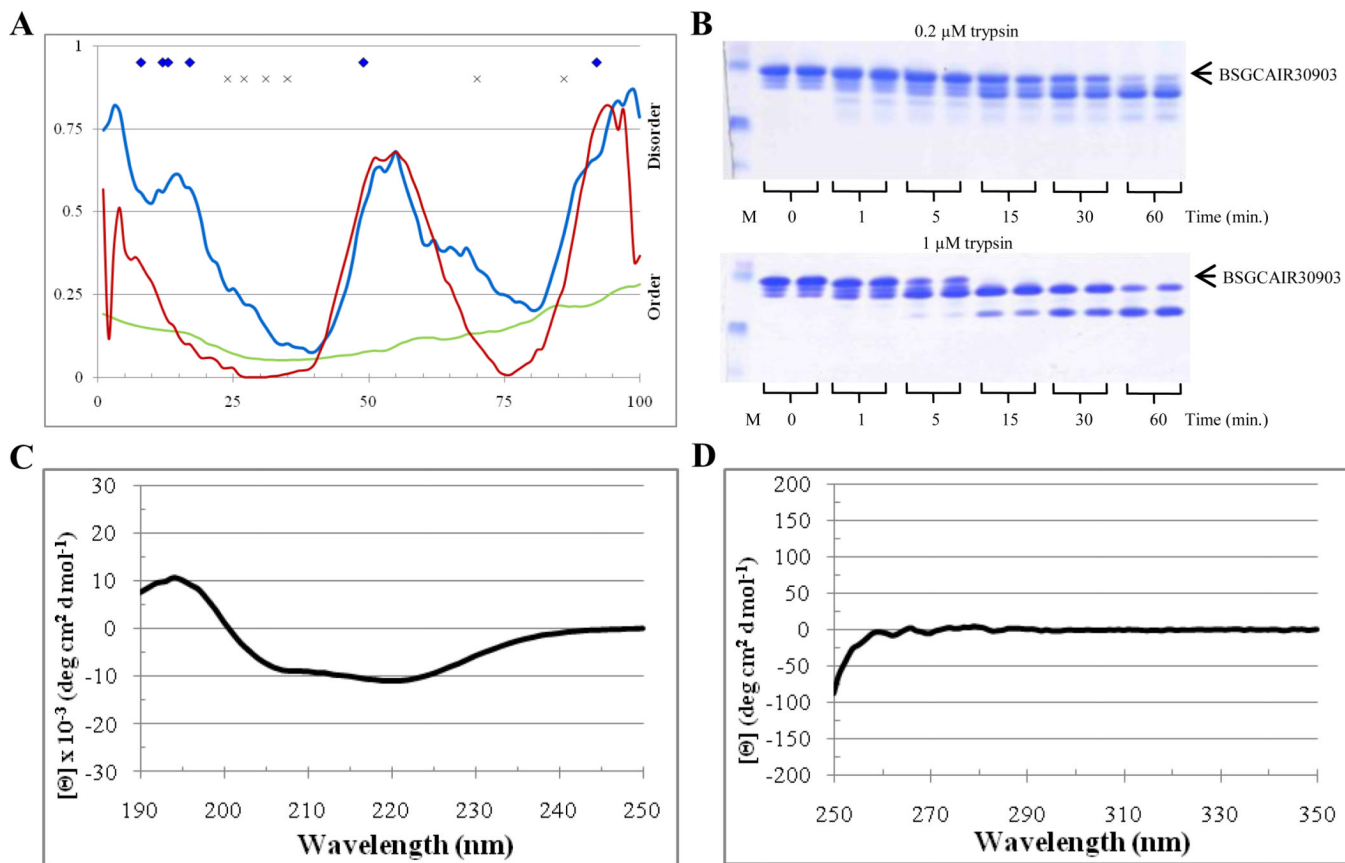 A
1
0.75
0.5
0.25
0
0
25
50
75
100
Disorder
Order
B
0.2 µM trypsin
BSGCAIR30903
M
0
1
5
15
30
60
Time (min.)
1 µM trypsin
BSGCAIR30903
M
0
1
5
15
30
60
Time (min.)
C
[Θ] x 10⁻³ (deg cm² d mol⁻¹)
30
20
10
0
-10
-20
-30
190
200
210
220
230
240
250
Wavelength (nm)
D
[Θ] (deg cm² d mol⁻¹)
200
150
100
50
0
-50
-100
-150
-200
250
270
290
310
330
350
Wavelength (nm)